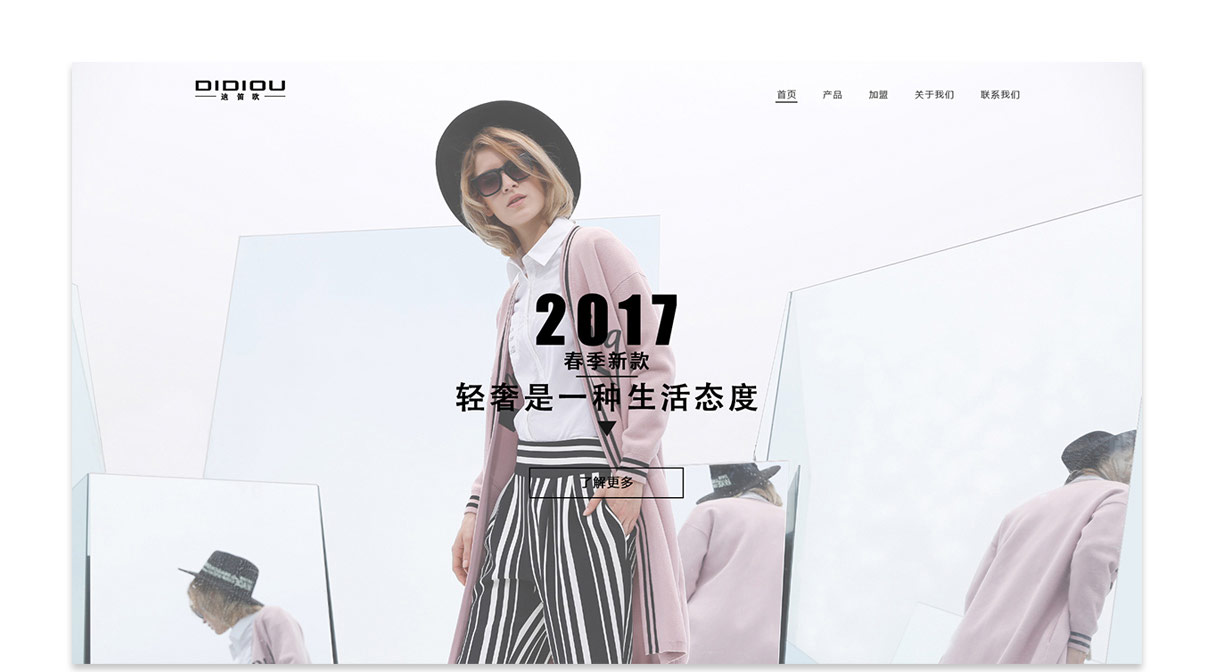 DIDIOU
迪笛欧
首页 产品 加盟 关于我们 联系我们
2017
春季新款
轻奢是一种生活态度
了解更多